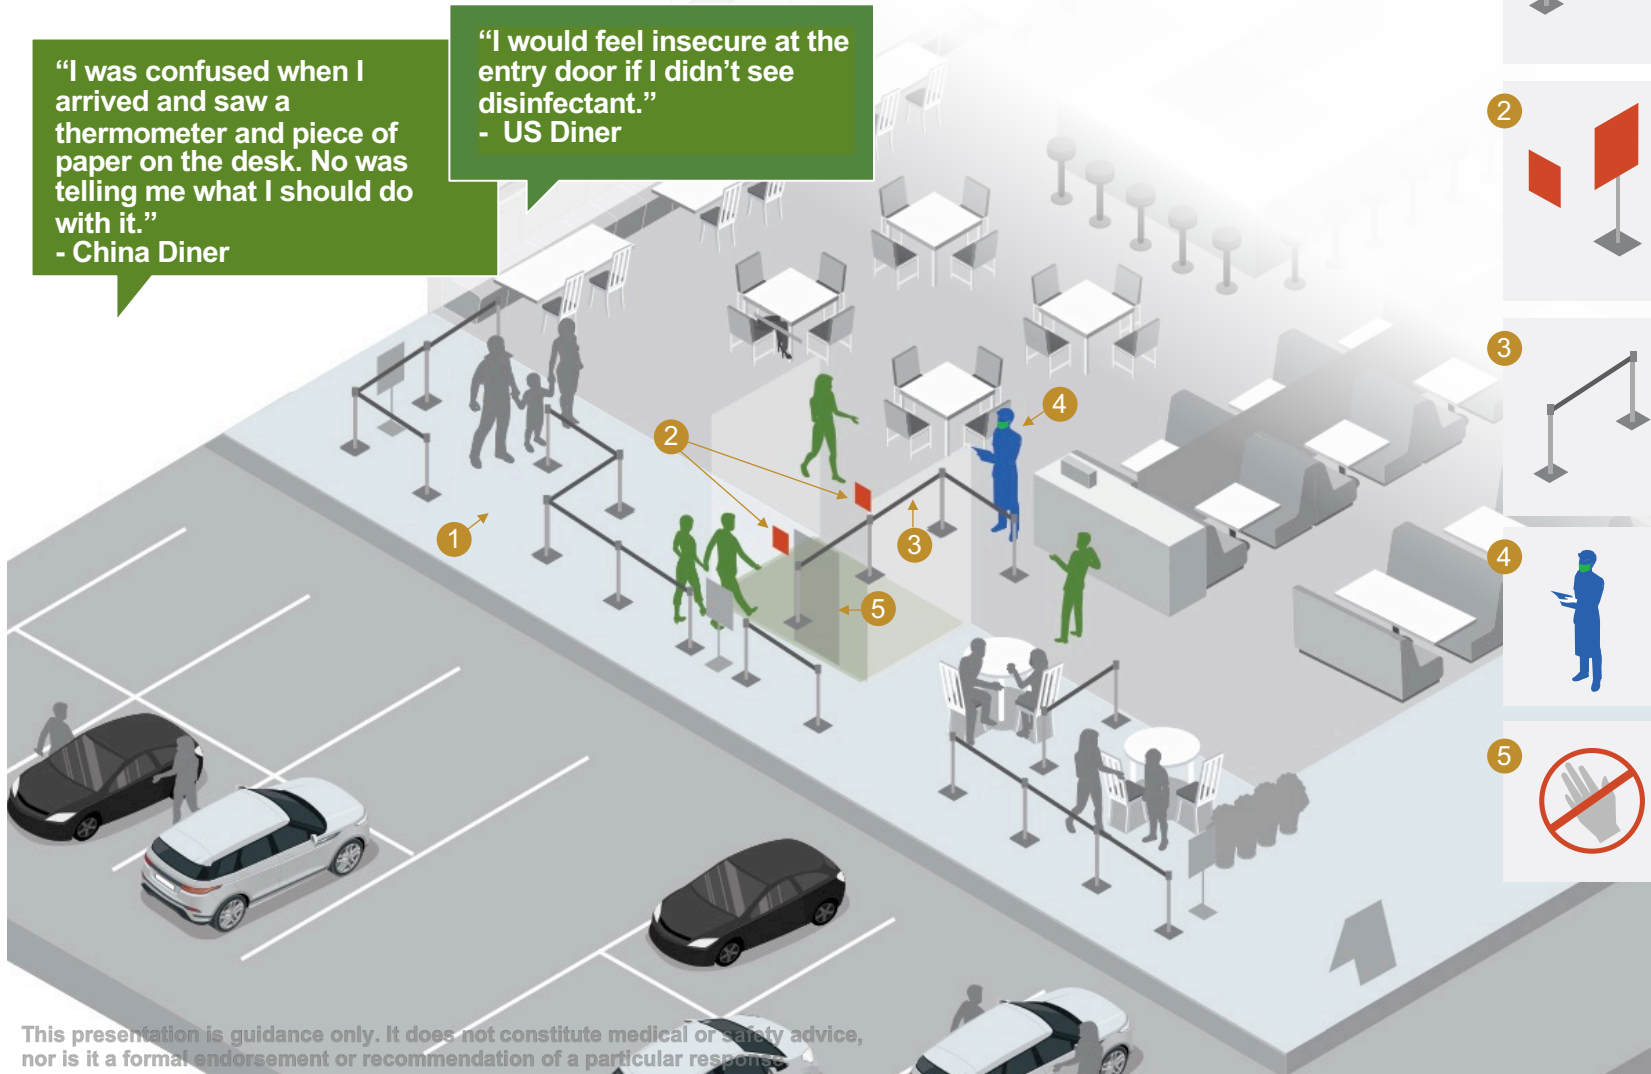 “I was confused when I
arrived and saw a
thermometer and piece of
paper on the desk. No was
telling me what I should do
with it.”
- China Diner
“I would feel insecure at the
entry door if I didn’t see
disinfectant.”
- US Diner
2
3
4
5
1
2
3
4
5
This presentation is guidance only. It does not constitute medical or safety advice,
nor is it a formal endorsement or recommendation of a particular response